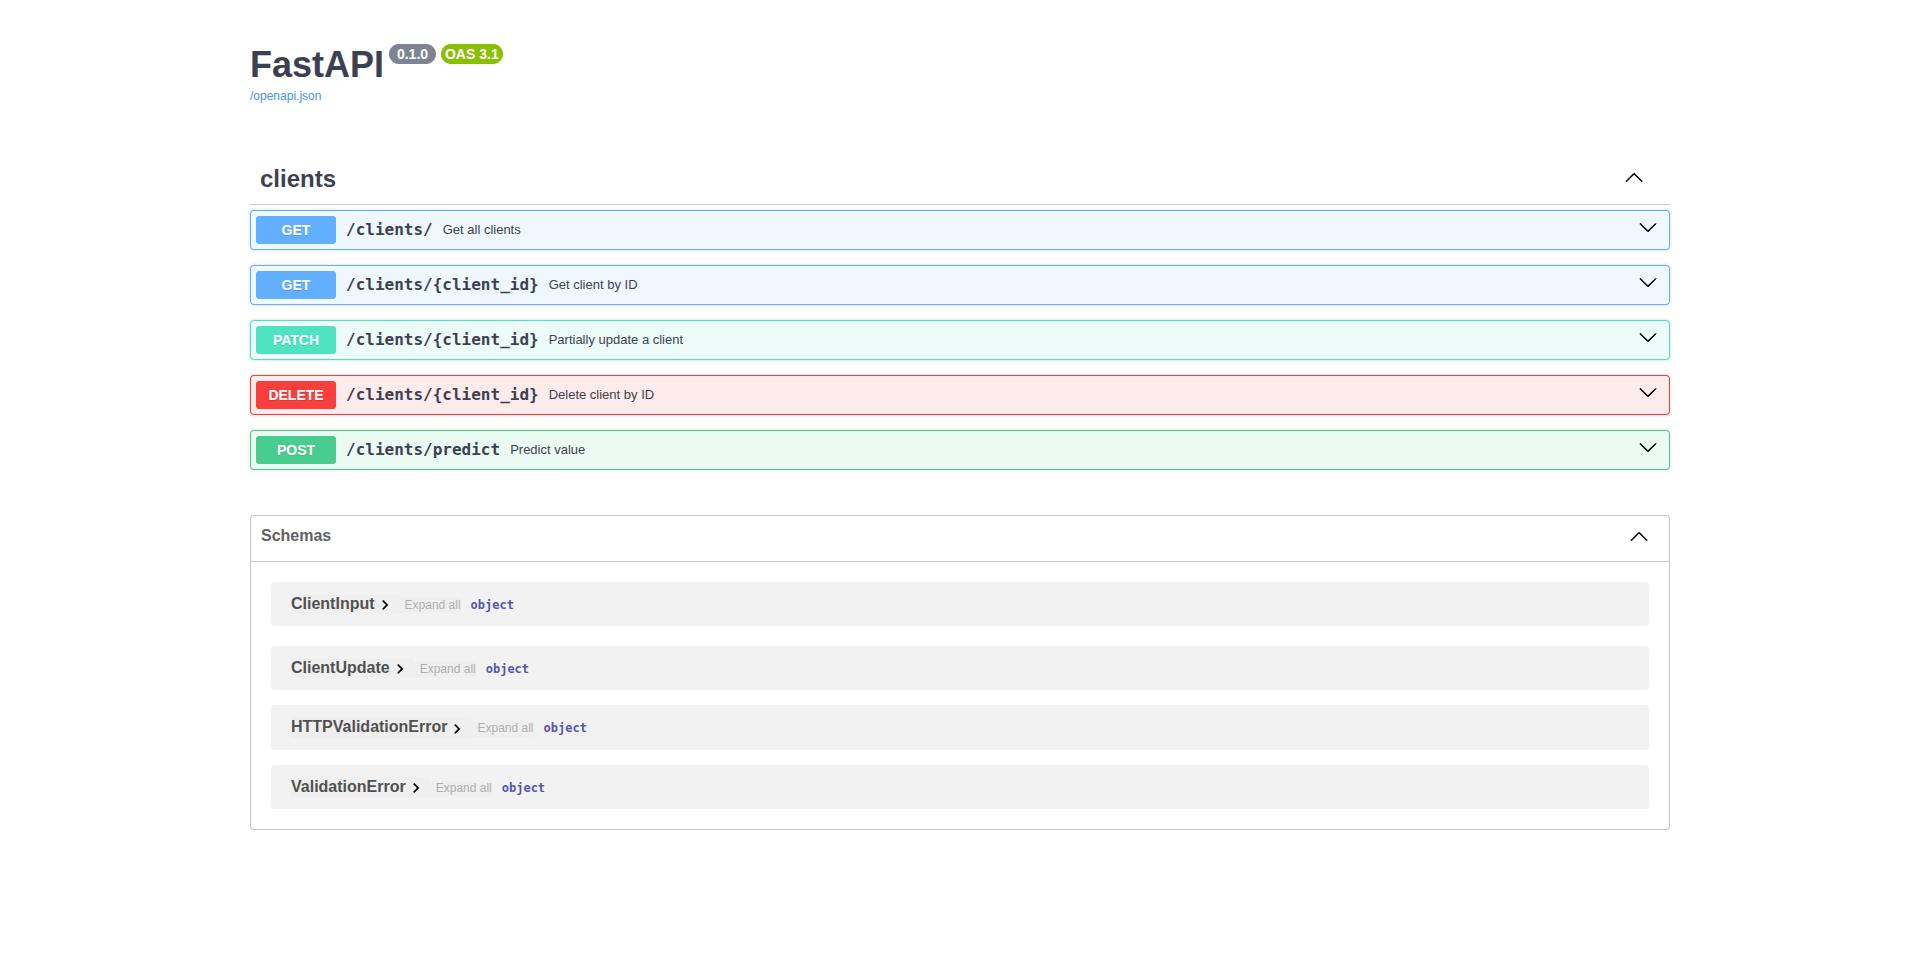 FastAPI 0.1.0 OAS 3.1
/openapi.json
clients
GET /clients/ Get all clients
GET /clients/{client_id} Get client by ID
PATCH /clients/{client_id} Partially update a client
DELETE /clients/{client_id} Delete client by ID
POST /clients/predict Predict value
Schemas
ClientInput Expand all object
ClientUpdate Expand all object
HTTPValidationError Expand all object
ValidationError Expand all object